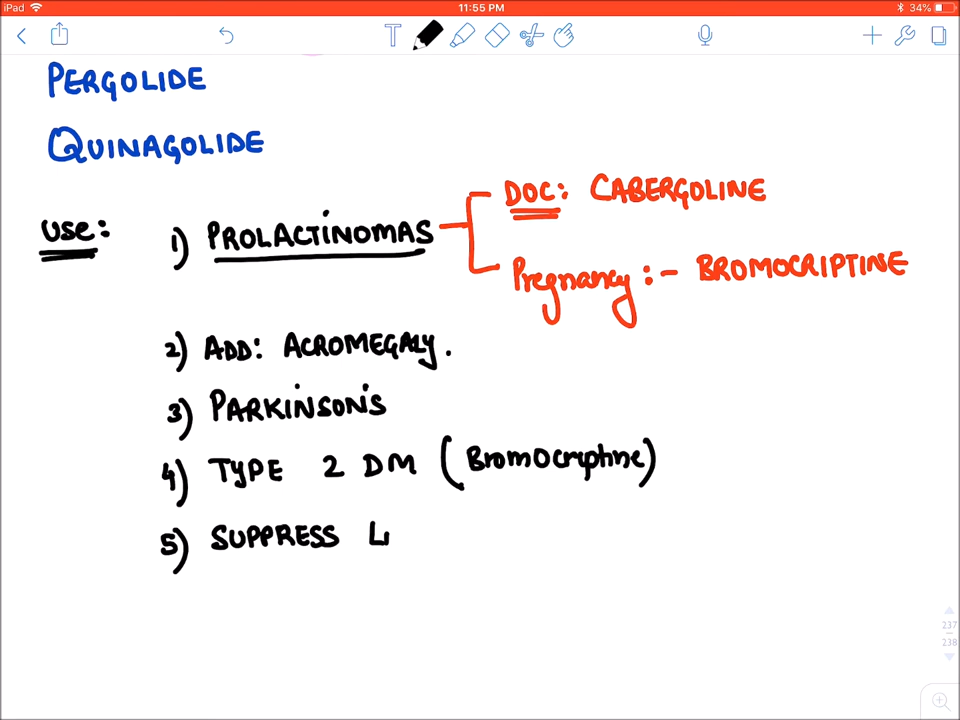 iPad 11:55 PM 34%
T
PERGOLIDE
QUINAGOLIDE
DOC: CABERGOLINE
USE: 1) PROLACTINOMAS
Pregnancy:- BROMOCRIPTINE
2) ADD: ACROMEGALY.
3) PARKINSON'S
4) TYPE 2 DM (Bromocriptine)
5) SUPPRESS L
237
238